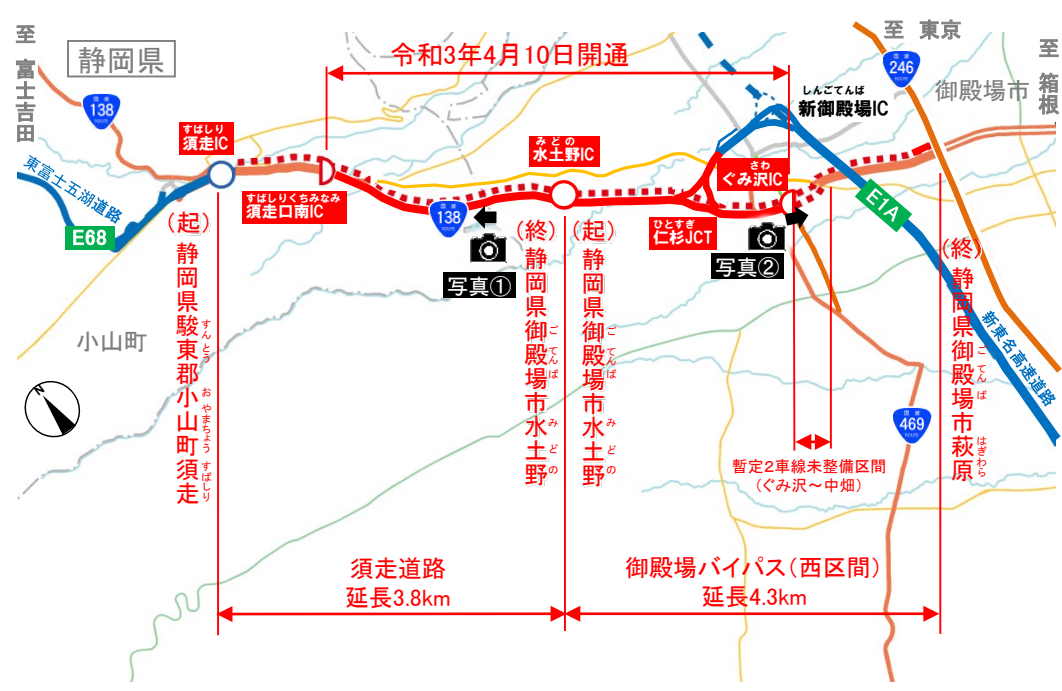 至 富士吉田
静岡県
国道
138
ROUTE
令和3年4月10日開通
至 東京
国道
246
ROUTE
至 箱根
御殿場市
しんごてんば
新御殿場IC
すばしり
須走IC
みどの
水土野IC
さわ
ぐみ沢IC
東富士五湖道路
E68
すばしりくちみなみ
須走口南IC
国道
138
ROUTE
ひとすぎ
仁杉JCT
E1A
写真①
写真②
新東名高速道路
小山町
N
(起)静岡県駿東郡小山町須走
すんとう お やまちょう すばしり
(終)静岡県御殿場市水土野
ごてんば みどの
(起)静岡県御殿場市水土野
ごてんば みどの
(終)静岡県御殿場市萩原
ごてんば はぎわら
国道
469
ROUTE
暫定2車線未整備区間
(ぐみ沢～中畑)
須走道路
延長3.8km
御殿場バイパス(西区間)
延長4.3km